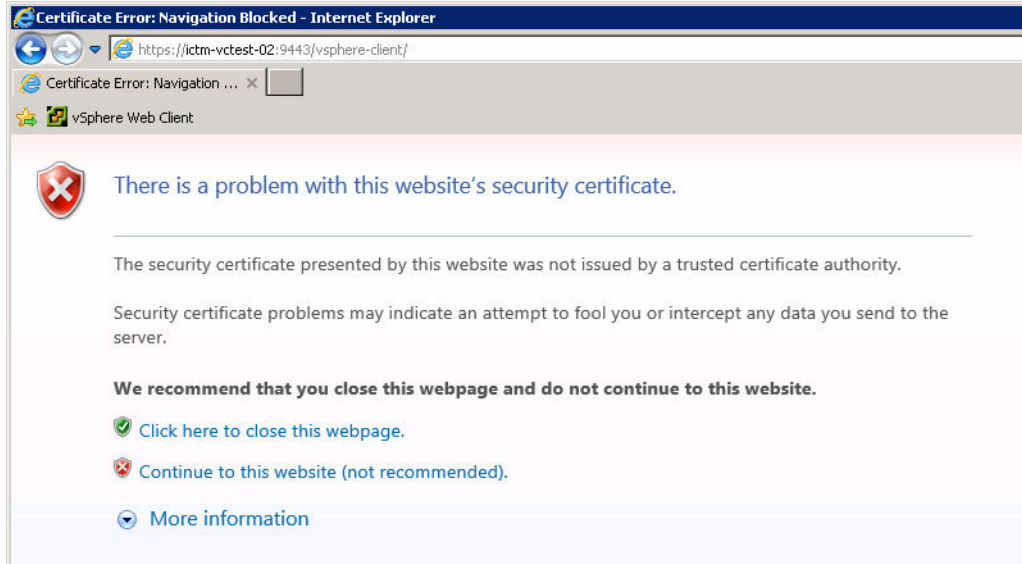 Certificate Error: Navigation Blocked - Internet Explorer
https://ictm-vctest-02:9443/vsphere-client/
Certificate Error: Navigation ...
vSphere Web Client
There is a problem with this website's security certificate.
The security certificate presented by this website was not issued by a trusted certificate authority.
Security certificate problems may indicate an attempt to fool you or intercept any data you send to the
server.
We recommend that you close this webpage and do not continue to this website.
Click here to close this webpage.
Continue to this website (not recommended).
More information